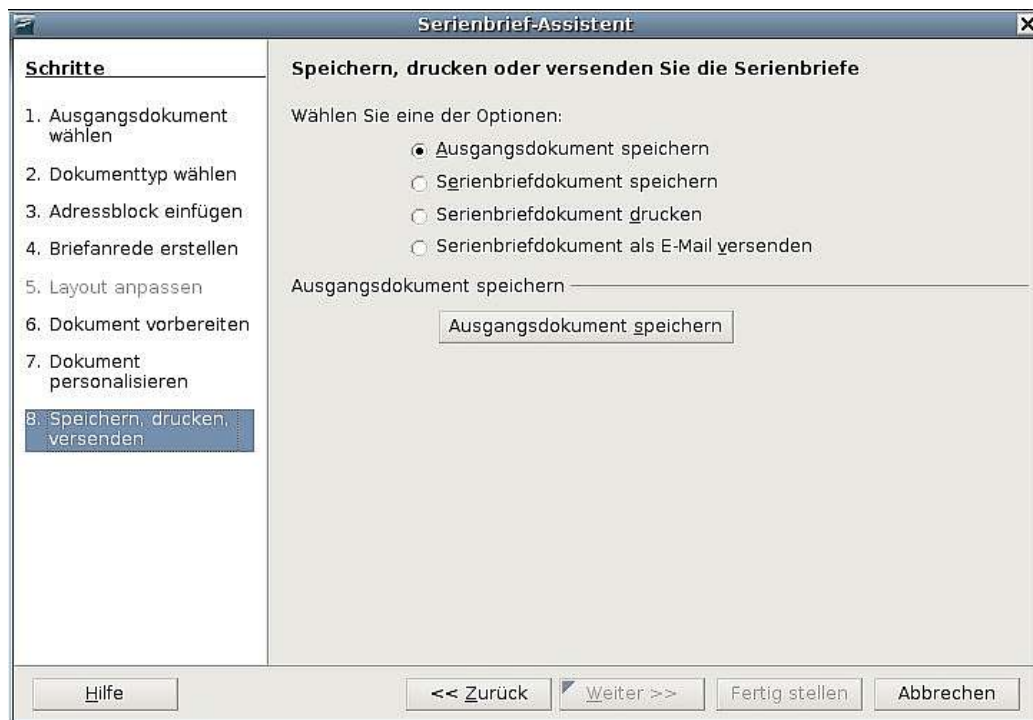 Serienbrief-Assistent
Schritte
1. Ausgangsdokument
wählen
2. Dokumenttyp wählen
3. Adressblock einfügen
4. Briefanrede erstellen
5. Layout anpassen
6. Dokument vorbereiten
7. Dokument
personalisieren
8. Speichern, drucken,
versenden
Speichern, drucken oder versenden Sie die Serienbriefe
Wählen Sie eine der Optionen:
Ausgangsdokument speichern
Serienbriefdokument speichern
Serienbriefdokument drucken
Serienbriefdokument als E-Mail versenden
Ausgangsdokument speichern
Ausgangsdokument speichern
Hilfe
<< Zurück
Weiter >>
Fertig stellen
Abbrechen